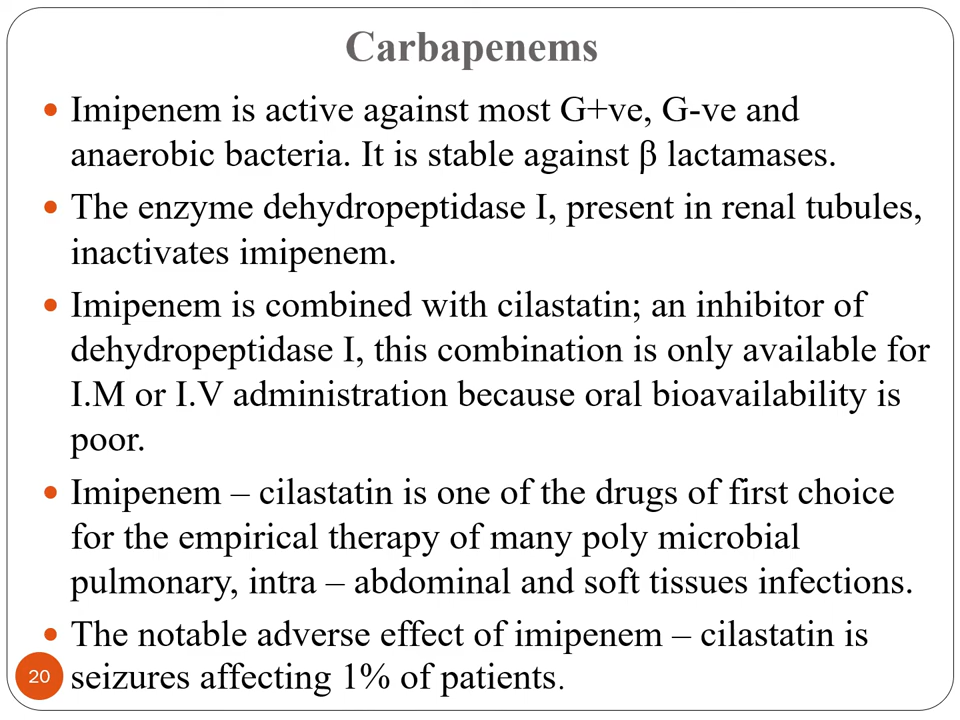 Carbapenems
• Imipenem is active against most G+ve, G-ve and
anaerobic bacteria. It is stable against β lactamases.
• The enzyme dehydropeptidase I, present in renal tubules,
inactivates imipenem.
• Imipenem is combined with cilastatin; an inhibitor of
dehydropeptidase I, this combination is only available for
I.M or I.V administration because oral bioavailability is
poor.
• Imipenem – cilastatin is one of the drugs of first choice
for the empirical therapy of many poly microbial
pulmonary, intra – abdominal and soft tissues infections.
• The notable adverse effect of imipenem – cilastatin is
seizures affecting 1% of patients.
20